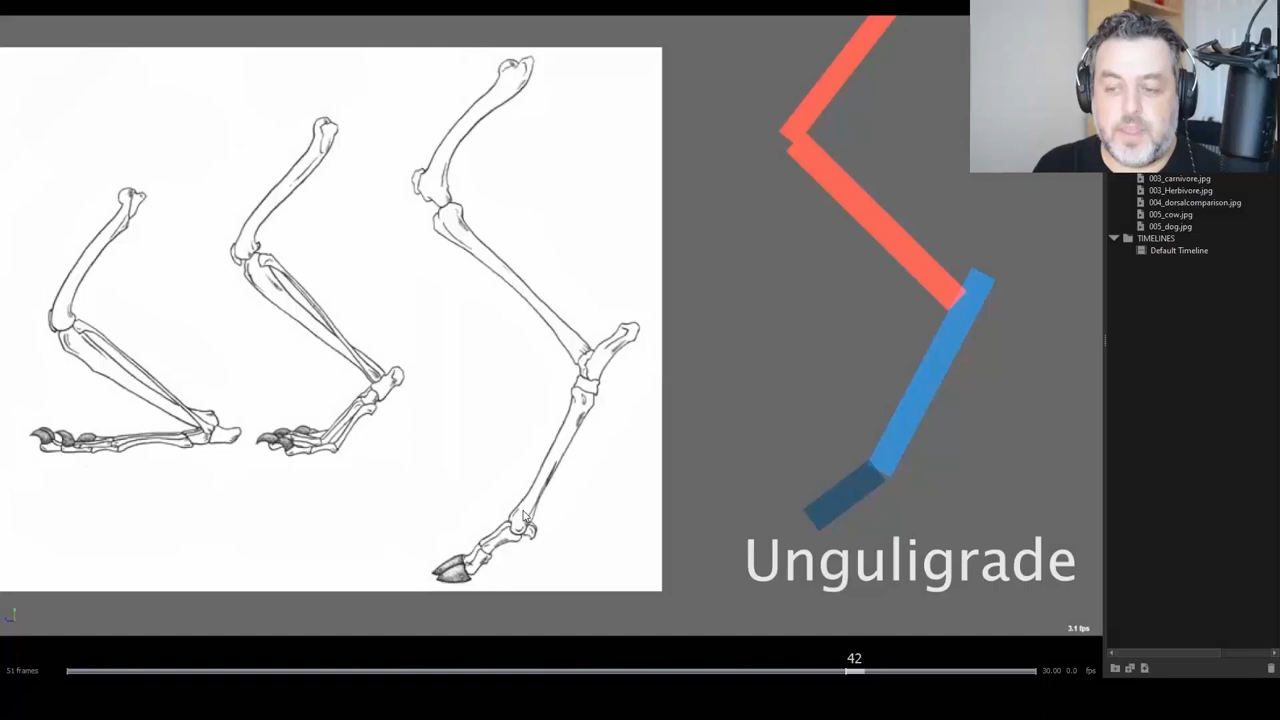 003_carnivore.jpg
003_Herbivore.jpg
004_dorsalcomparison.jpg
005_cow.jpg
005_dog.jpg
TIMELINES
Default Timeline
Unguligrade
3.1 fps
42
51 frames
30.00 0.0 fps